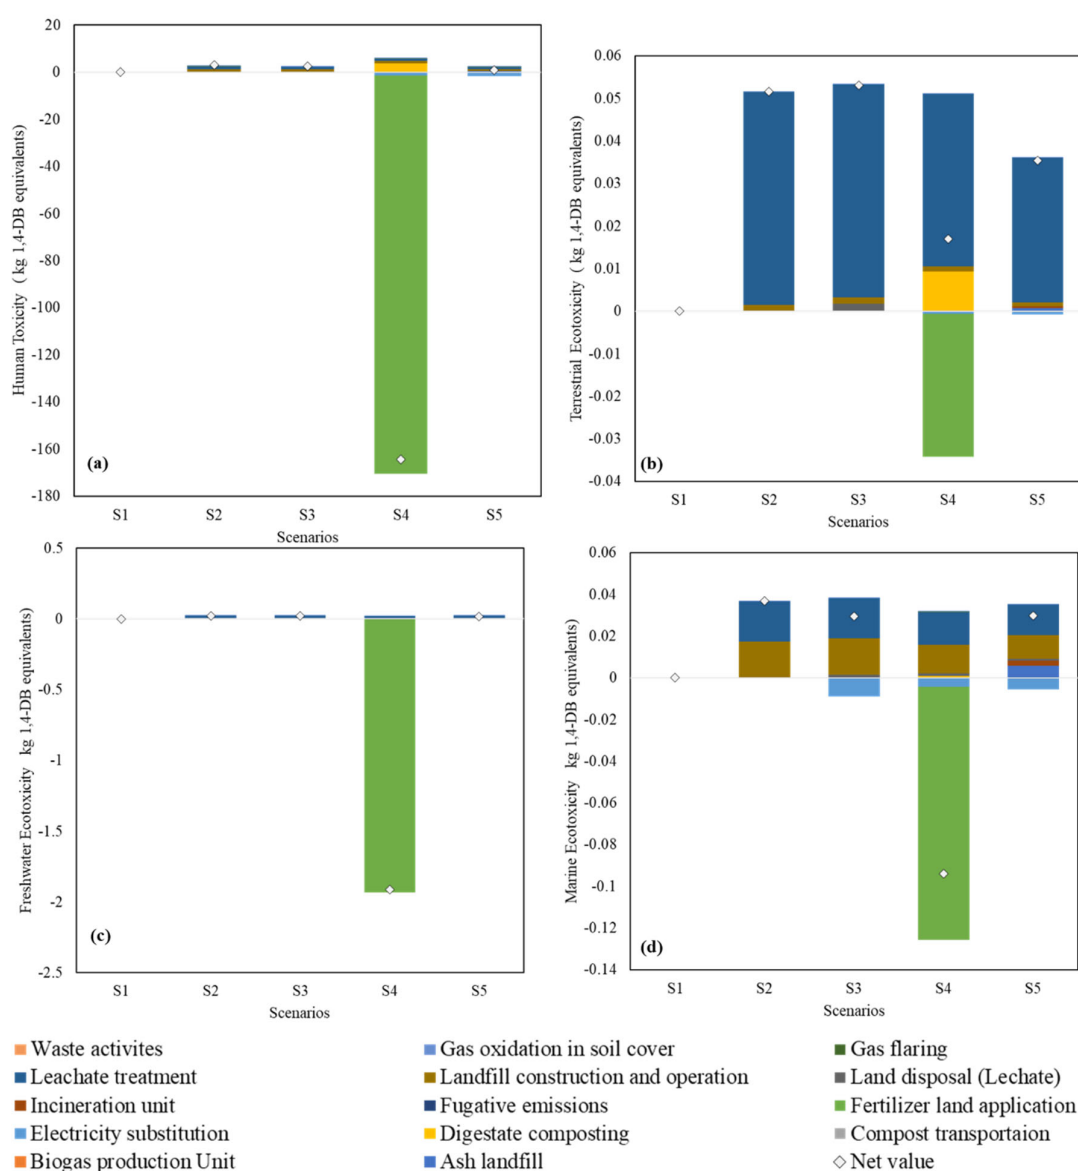 20
0
-20
-40
-60
-80
-100
-120
-140
-160
-180
Human Toxicity ( kg 1,4-DB equivalents)
(a)
S1 S2 S3 S4 S5
Scenarios
0.06
0.05
0.04
0.03
0.02
0.01
0
-0.01
-0.02
-0.03
-0.04
Terrestrial Ecotoxicity ( kg 1,4-DB equivalents)
(b)
S1 S2 S3 S4 S5
Scenarios
0.5
0
-0.5
-1
-1.5
-2
-2.5
Freshwater Ecotoxicity kg 1,4-DB equivalents)
(c)
S1 S2 S3 S4 S5
Scenarios
0.06
0.04
0.02
0
-0.02
-0.04
-0.06
-0.08
-0.1
-0.12
-0.14
Marine Ecotoxicity kg 1,4-DB equivalents)
(d)
S1 S2 S3 S4 S5
Scenarios
Waste activites Gas oxidation in soil cover Gas flaring
Leachate treatment Landfill construction and operation Land disposal (Lechate)
Incineration unit Fugative emissions Fertilizer land application
Electricity substitution Digestate composting Compost transportaion
Biogas production Unit Ash landfill Net value